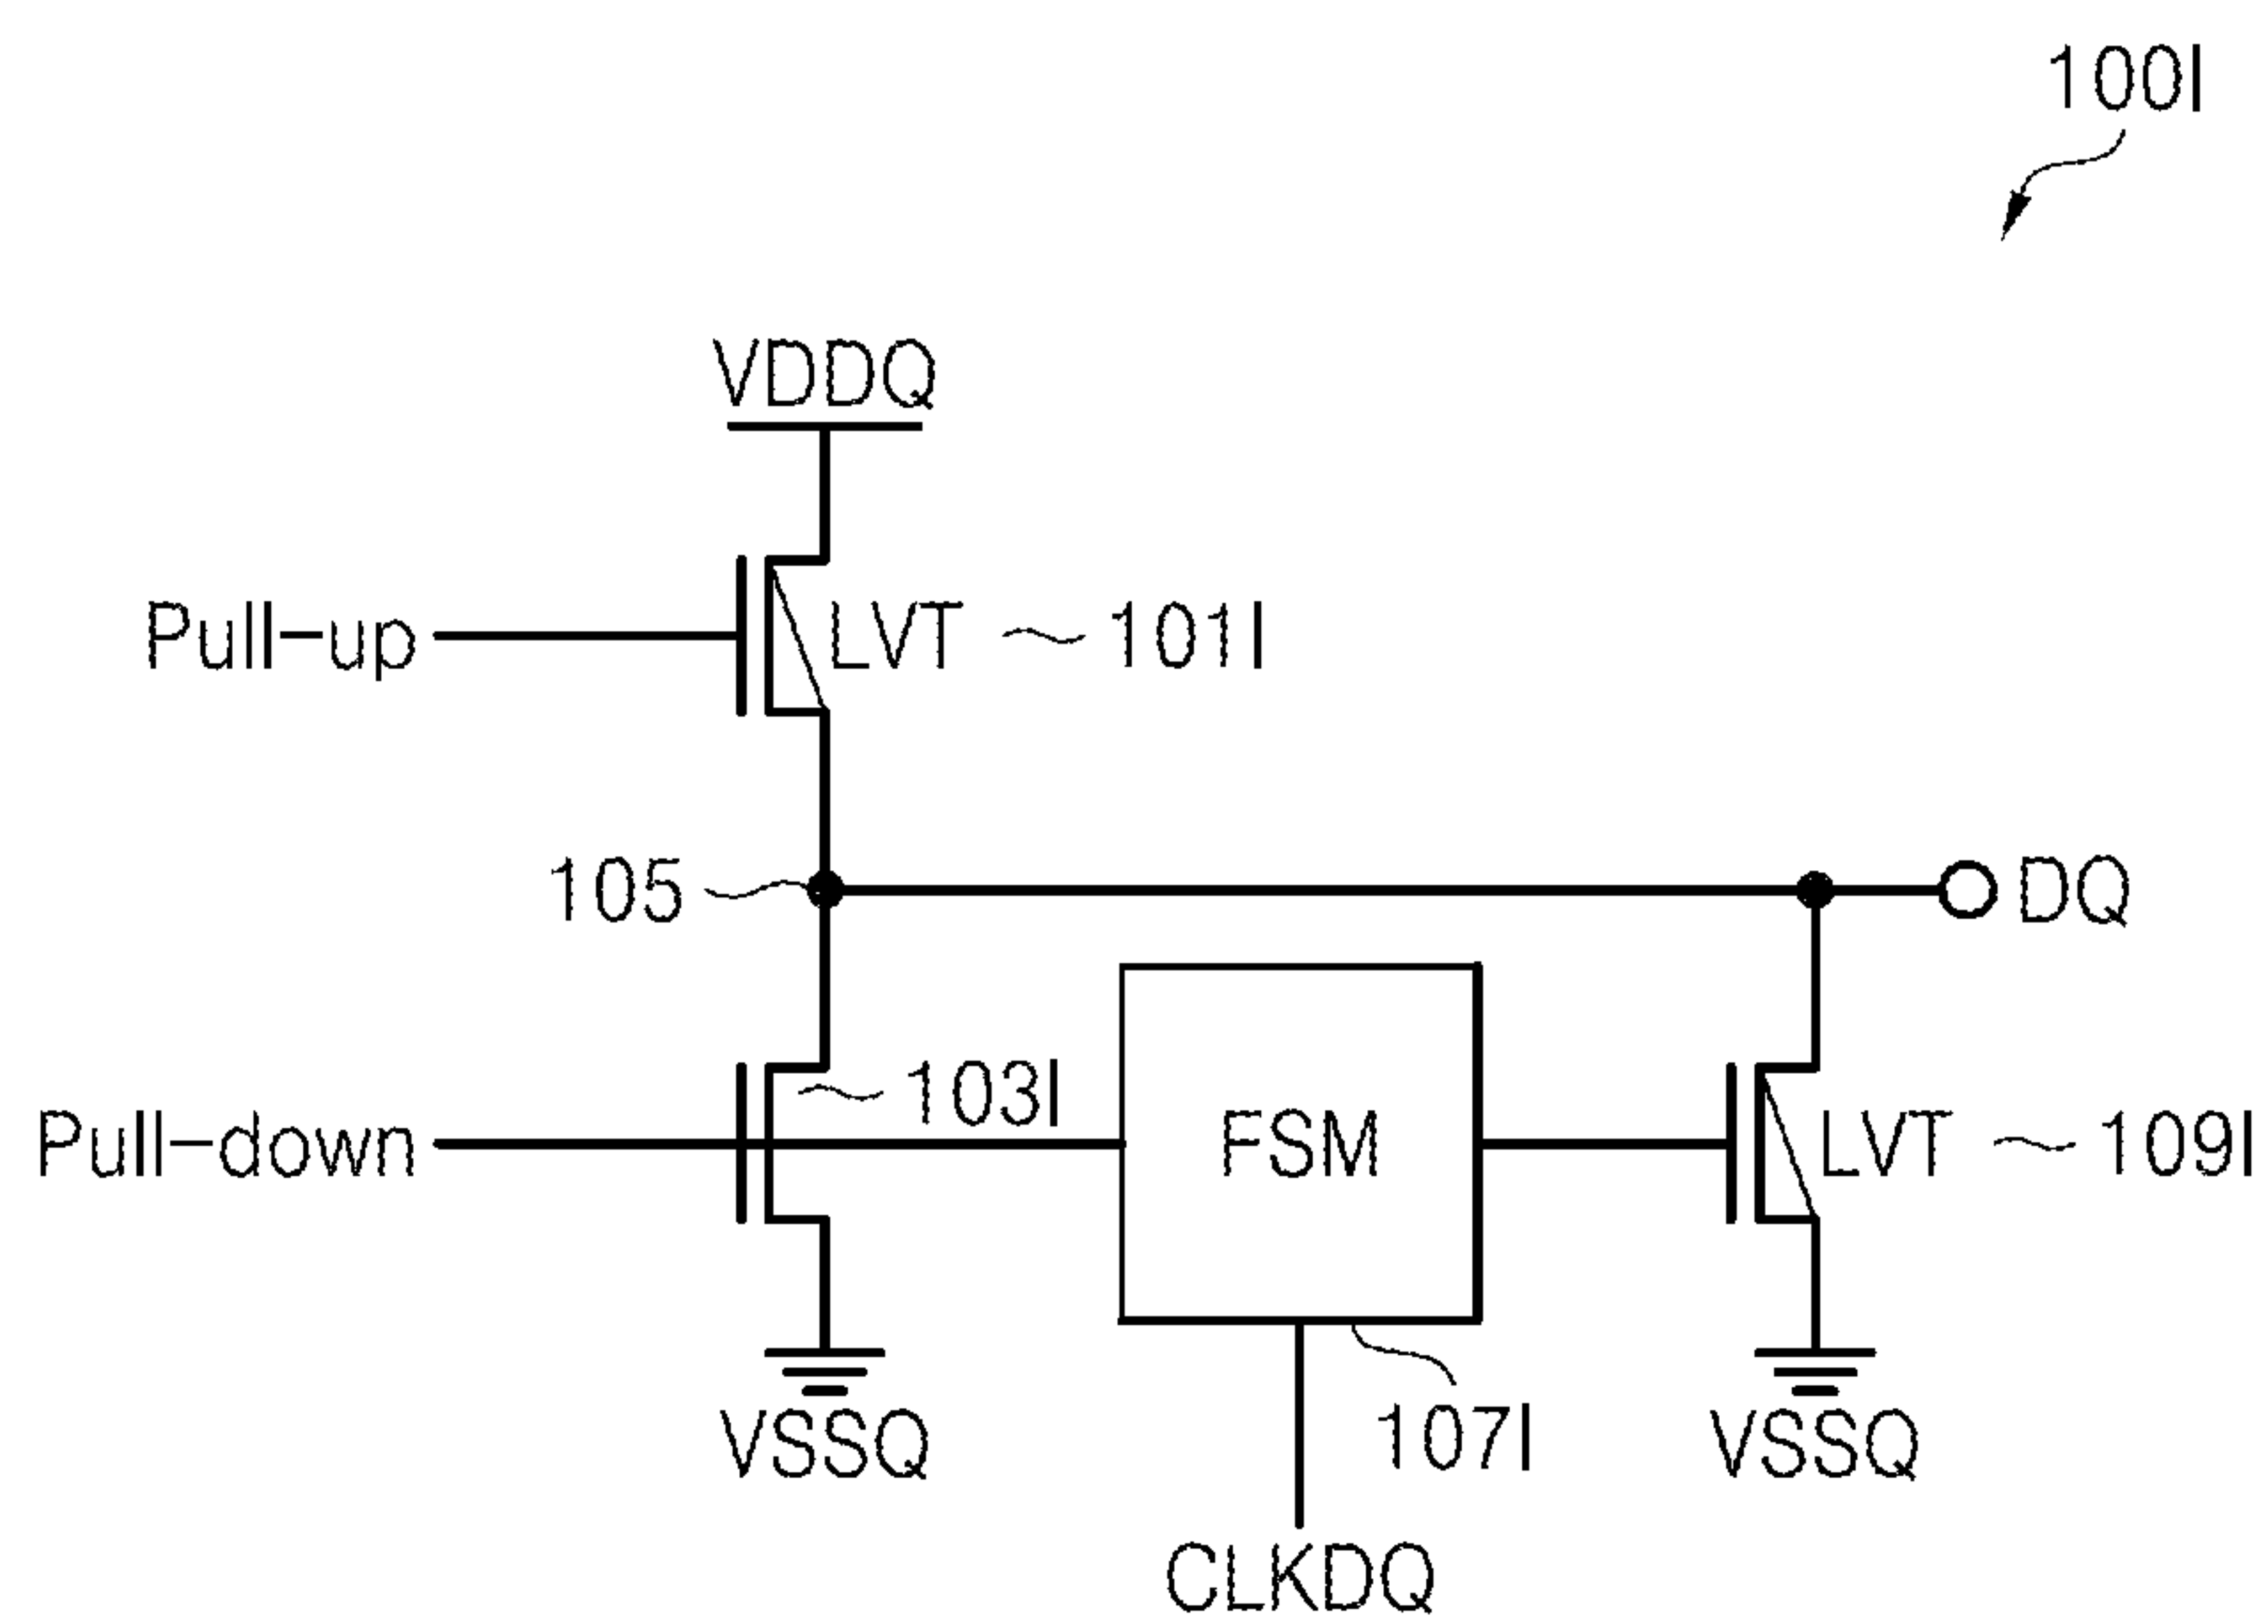 100I
VDDQ
Pull-up LVT 101I
105 DQ
103I
Pull-down FSM LVT 109I
VSSQ 107I VSSQ
CLKDQ